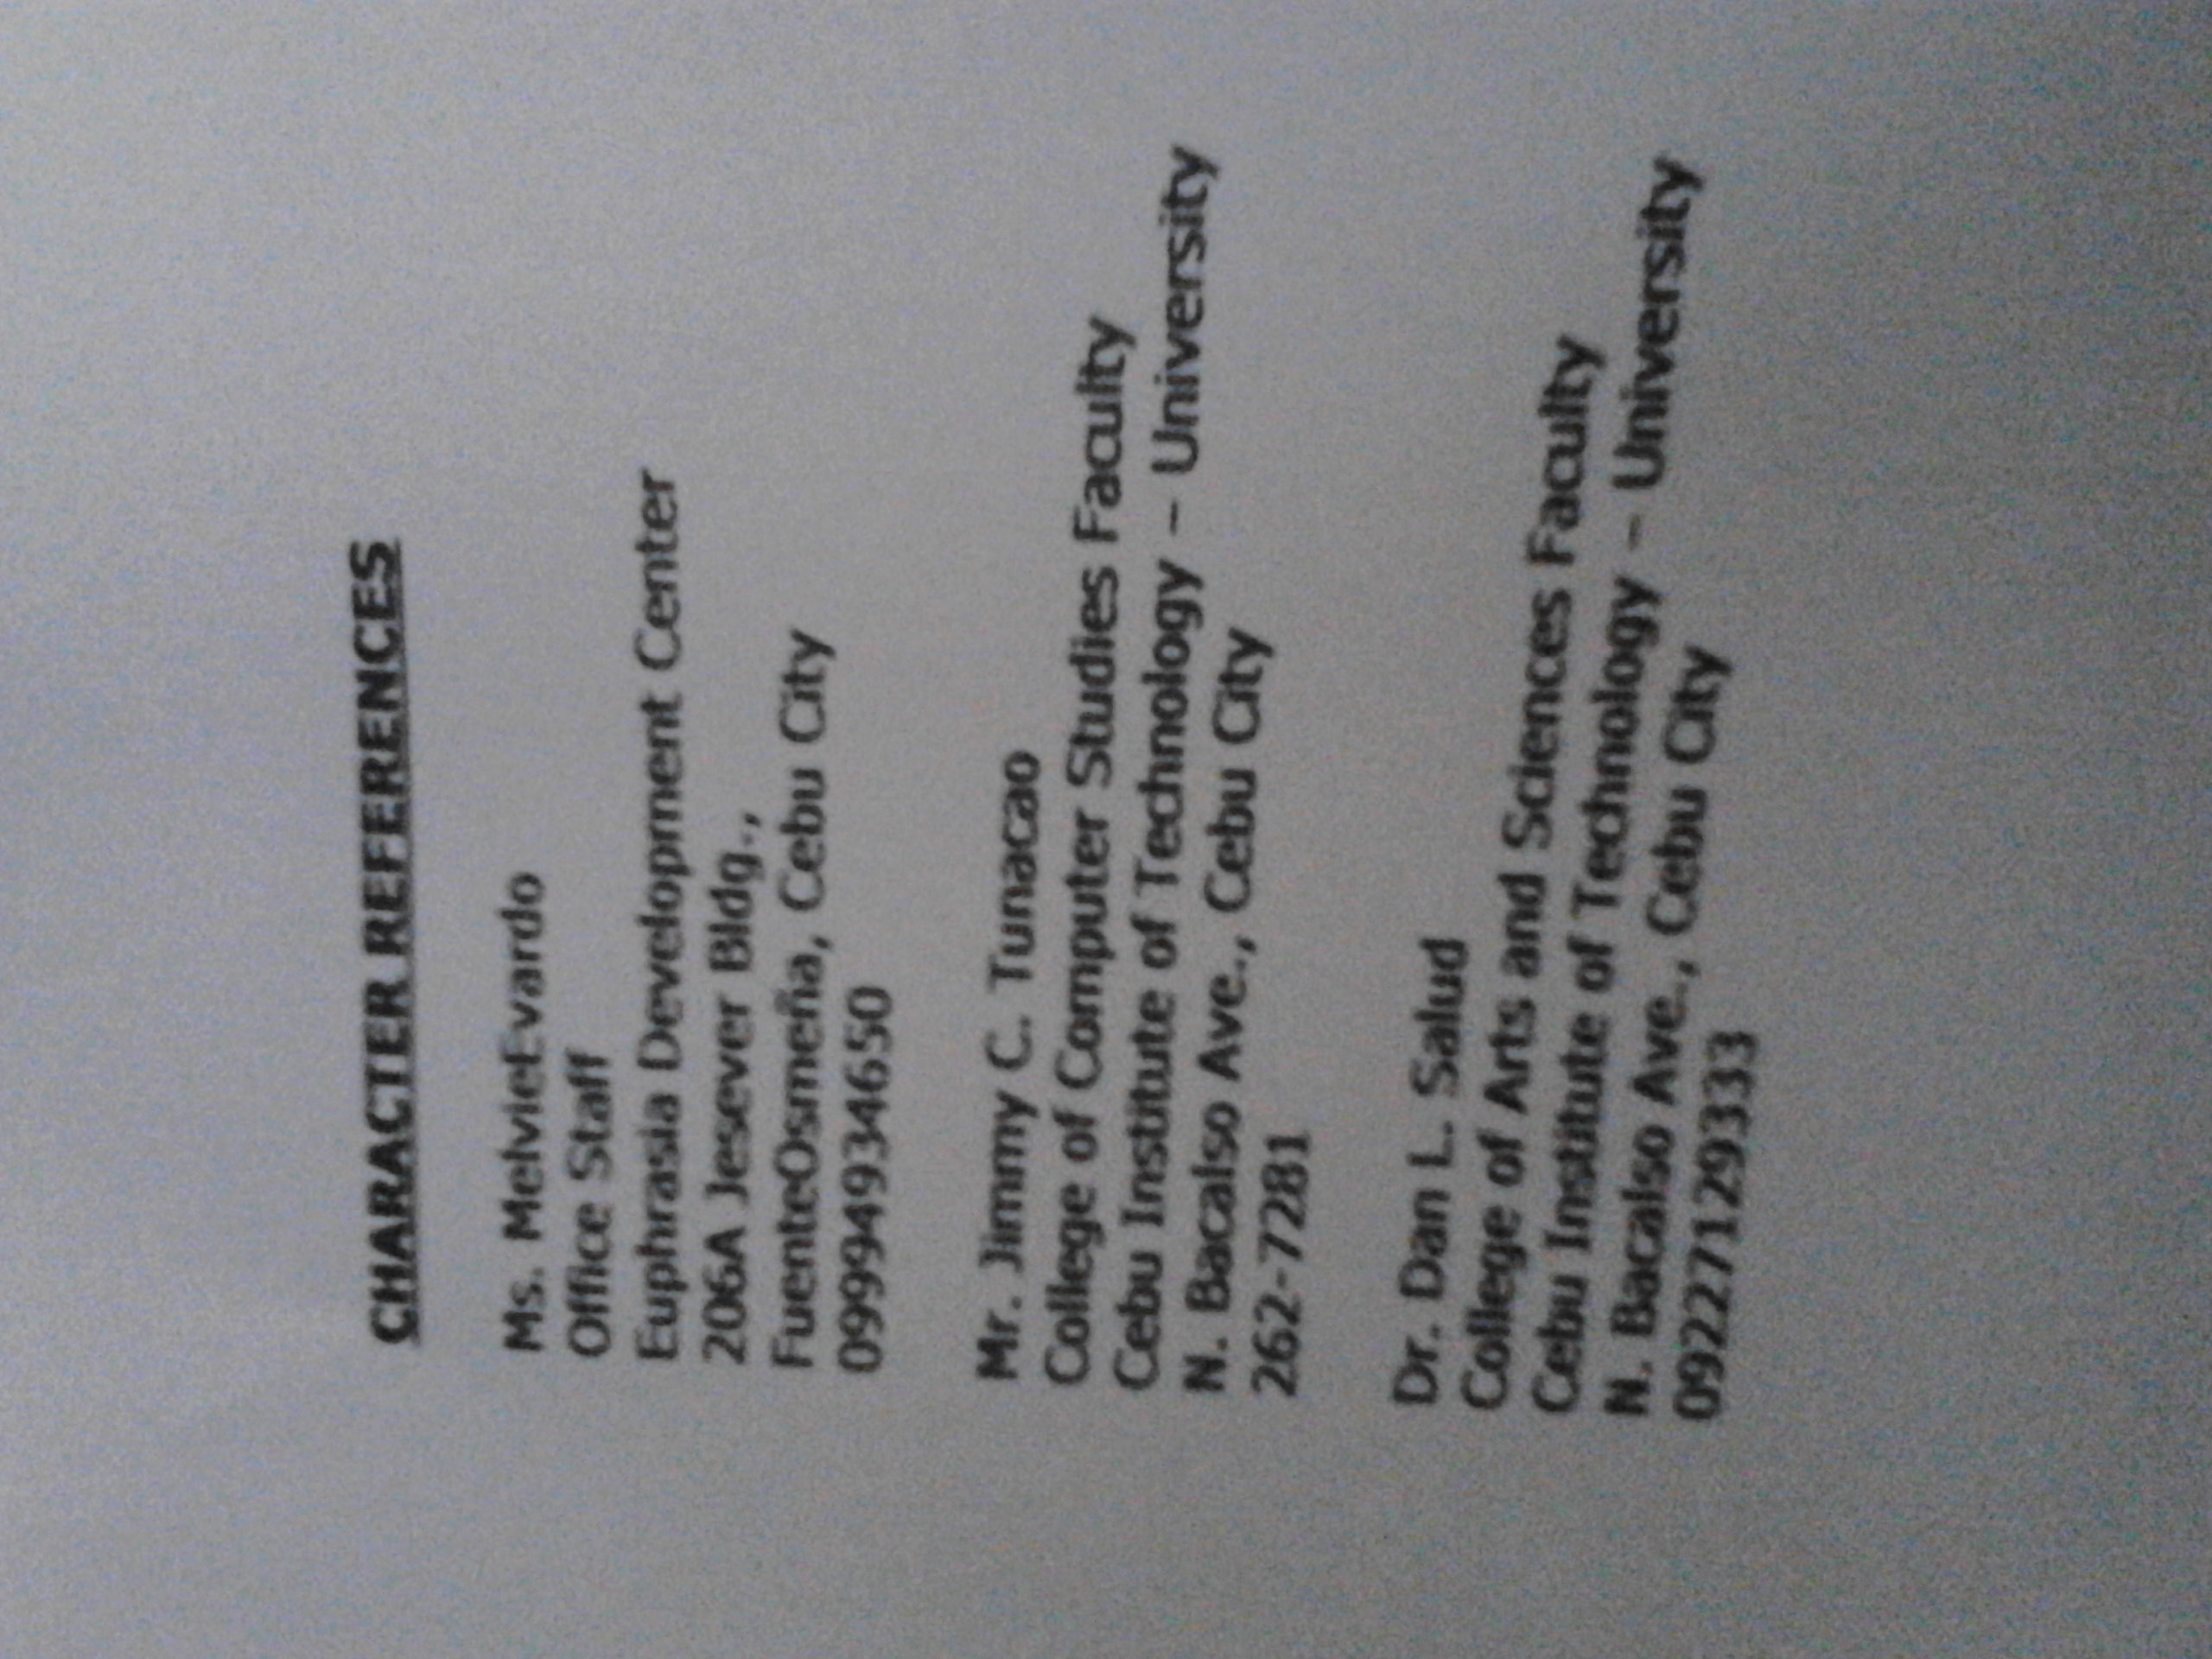 CHARACTER REFERENCES
Ms. MelvieEvardo
Office Staff
Euphrasia Development Center
206A Jesever Bldg.,
FuenteOsmeña, Cebu City
09994934650
Mr. Jimmy C. Tunacao
College of Computer Studies Faculty
Cebu Institute of Technology – University
N. Bacalso Ave., Cebu City
262-7281
Dr. Dan L. Salud
College of Arts and Sciences Faculty
Cebu Institute of Technology – University
N. Bacalso Ave., Cebu City
09227129333